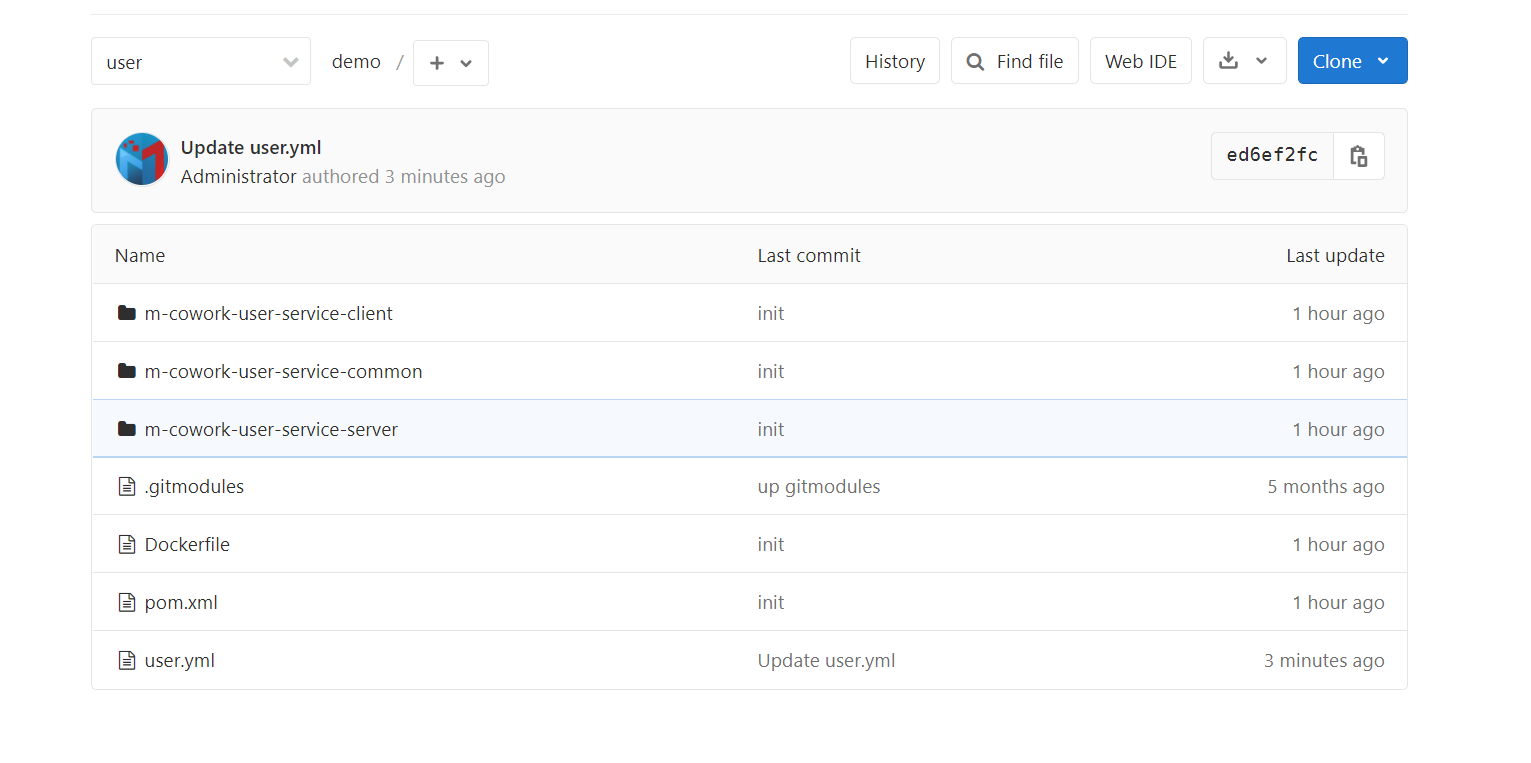 user demo / + History Find file Web IDE Clone
Update user.yml
Administrator authored 3 minutes ago
ed6ef2fc
Name Last commit Last update
m-cowork-user-service-client init 1 hour ago
m-cowork-user-service-common init 1 hour ago
m-cowork-user-service-server init 1 hour ago
.gitmodules up gitmodules 5 months ago
Dockerfile init 1 hour ago
pom.xml init 1 hour ago
user.yml Update user.yml 3 minutes ago